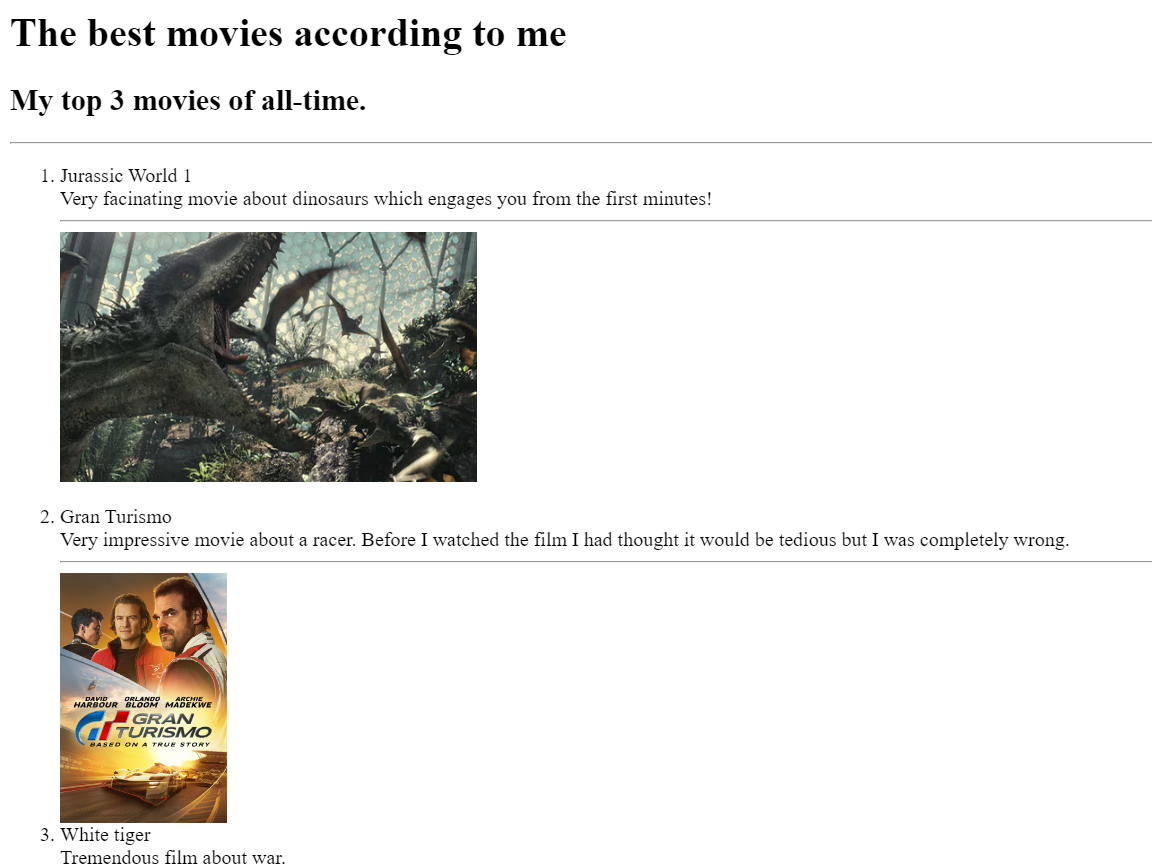 The best movies according to me
My top 3 movies of all-time.
1. Jurassic World 1
Very facinating movie about dinosaurs which engages you from the first minutes!
2. Gran Turismo
Very impressive movie about a racer. Before I watched the film I had thought it would be tedious but I was completely wrong.
DAVID HARBOUR ORLANDO BLOOM ARCHIE MADEKWE
GRAN
TURISMO
BASED ON A TRUE STORY
3. White tiger
Tremendous film about war.